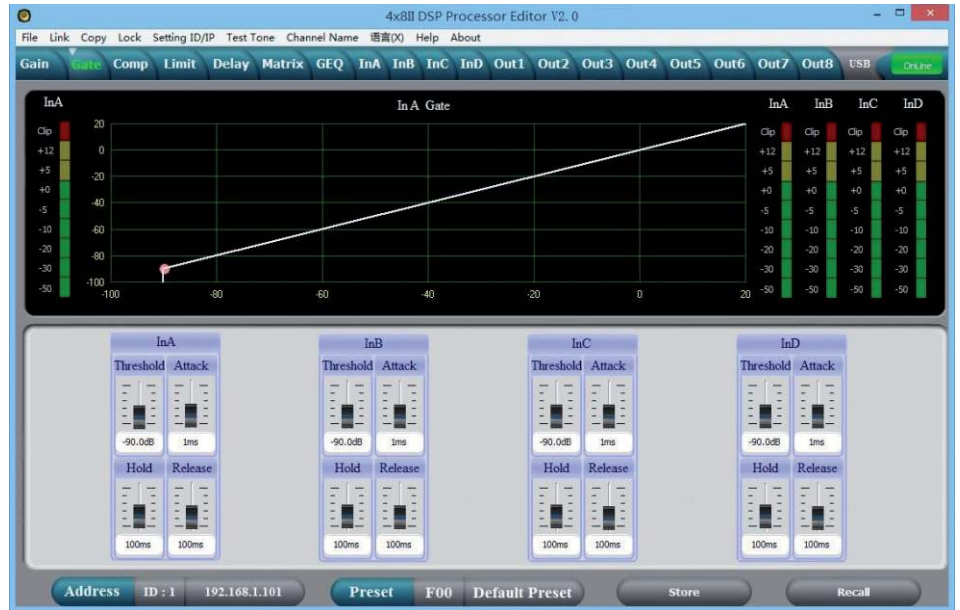 4x8II DSP Processor Editor V2. 0
File Link Copy Lock Setting ID/IP Test Tone Channel Name 语言(X) Help About
Gain Gate Comp Limit Delay Matrix GEQ InA InB InC InD Out1 Out2 Out3 Out4 Out5 Out6 Out7 Out8 USB OnLine
InA In A Gate InA InB InC InD
Clip 20 Clip Clip Clip Clip
+12 0 +12 +12 +12 +12
+5 -20 +5 +5 +5 +5
+0 -40 +0 +0 +0 +0
-5 -5 -5 -5 -5
-10 -60 -10 -10 -10 -10
-20 -80 -20 -20 -20 -20
-30 -30 -30 -30 -30
-50 -100 -50 -50 -50 -50
-100 -80 -60 -40 -20 0 20
InA InB InC InD
Threshold Attack Threshold Attack Threshold Attack Threshold Attack
-90.0dB 1ms -90.0dB 1ms -90.0dB 1ms -90.0dB 1ms
Hold Release Hold Release Hold Release Hold Release
100ms 100ms 100ms 100ms 100ms 100ms 100ms 100ms
Address ID : 1 192.168.1.101 Preset F00 Default Preset Store Recall